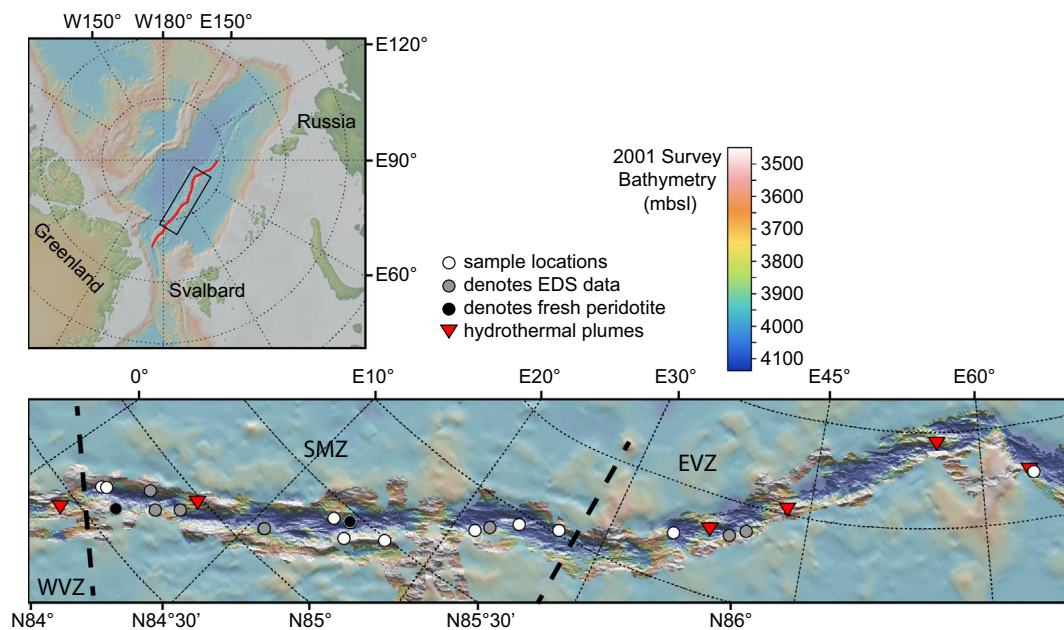 W150° W180° E150°
E120°
Russia
E90°
Greenland
Svalbard
E60°
2001 Survey
Bathymetry
(mbsl)
3500
3600
3700
3800
3900
4000
4100
sample locations
denotes EDS data
denotes fresh peridotite
hydrothermal plumes
0° E10° E20° E30° E45° E60°
SMZ
EVZ
WVZ
N84° N84°30' N85° N85°30' N86°